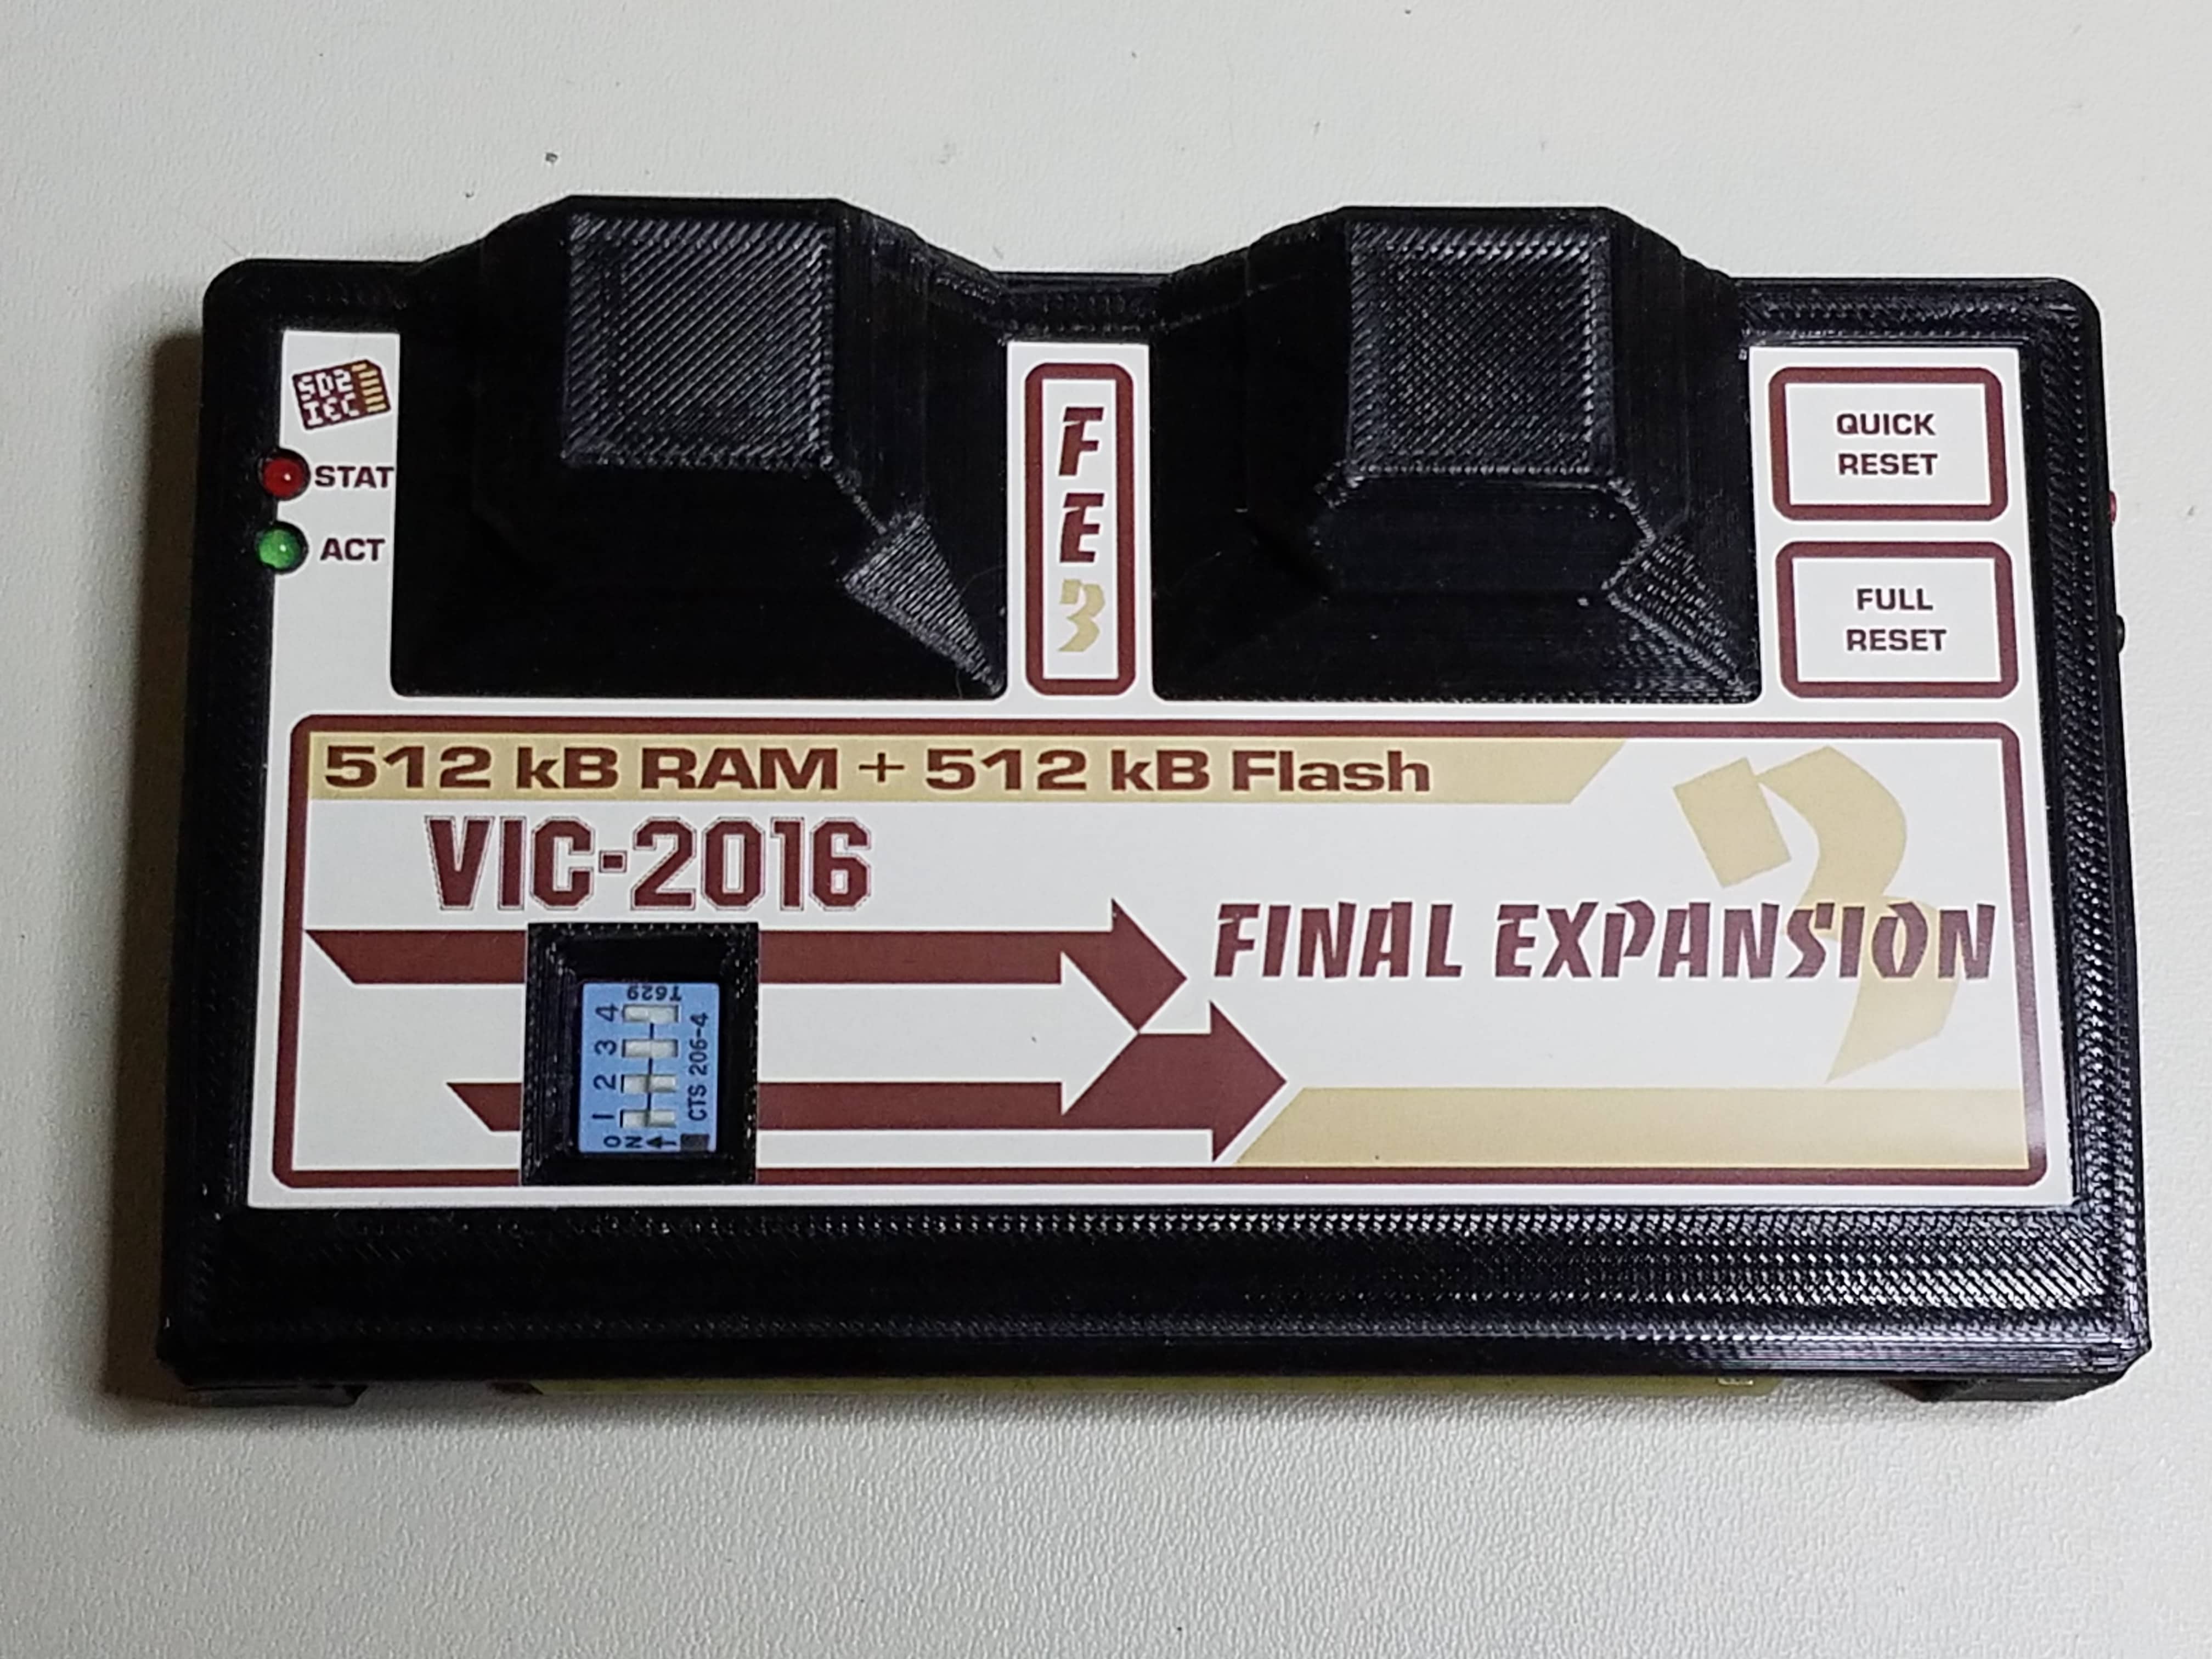 SD2
IEC
STAT
ACT
F
E
3
QUICK
RESET
FULL
RESET
512 kB RAM + 512 kB Flash
VIC-2016
3
FINAL EXPANSION
T629
1 2 3 4
ON
CTS 206-4